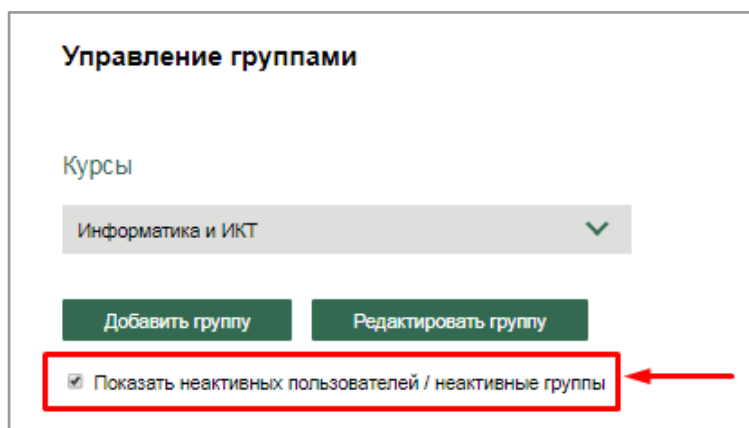 Управление группами
Курсы
Информатика и ИКТ
Добавить группу Редактировать группу
Показать неактивных пользователей / неактивные группы